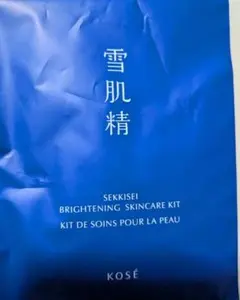 雪
肌
精
SEKKISEI
BRIGHTENING SKINCARE KIT
KIT DE SOINS POUR LA PEAU
KOSÉ